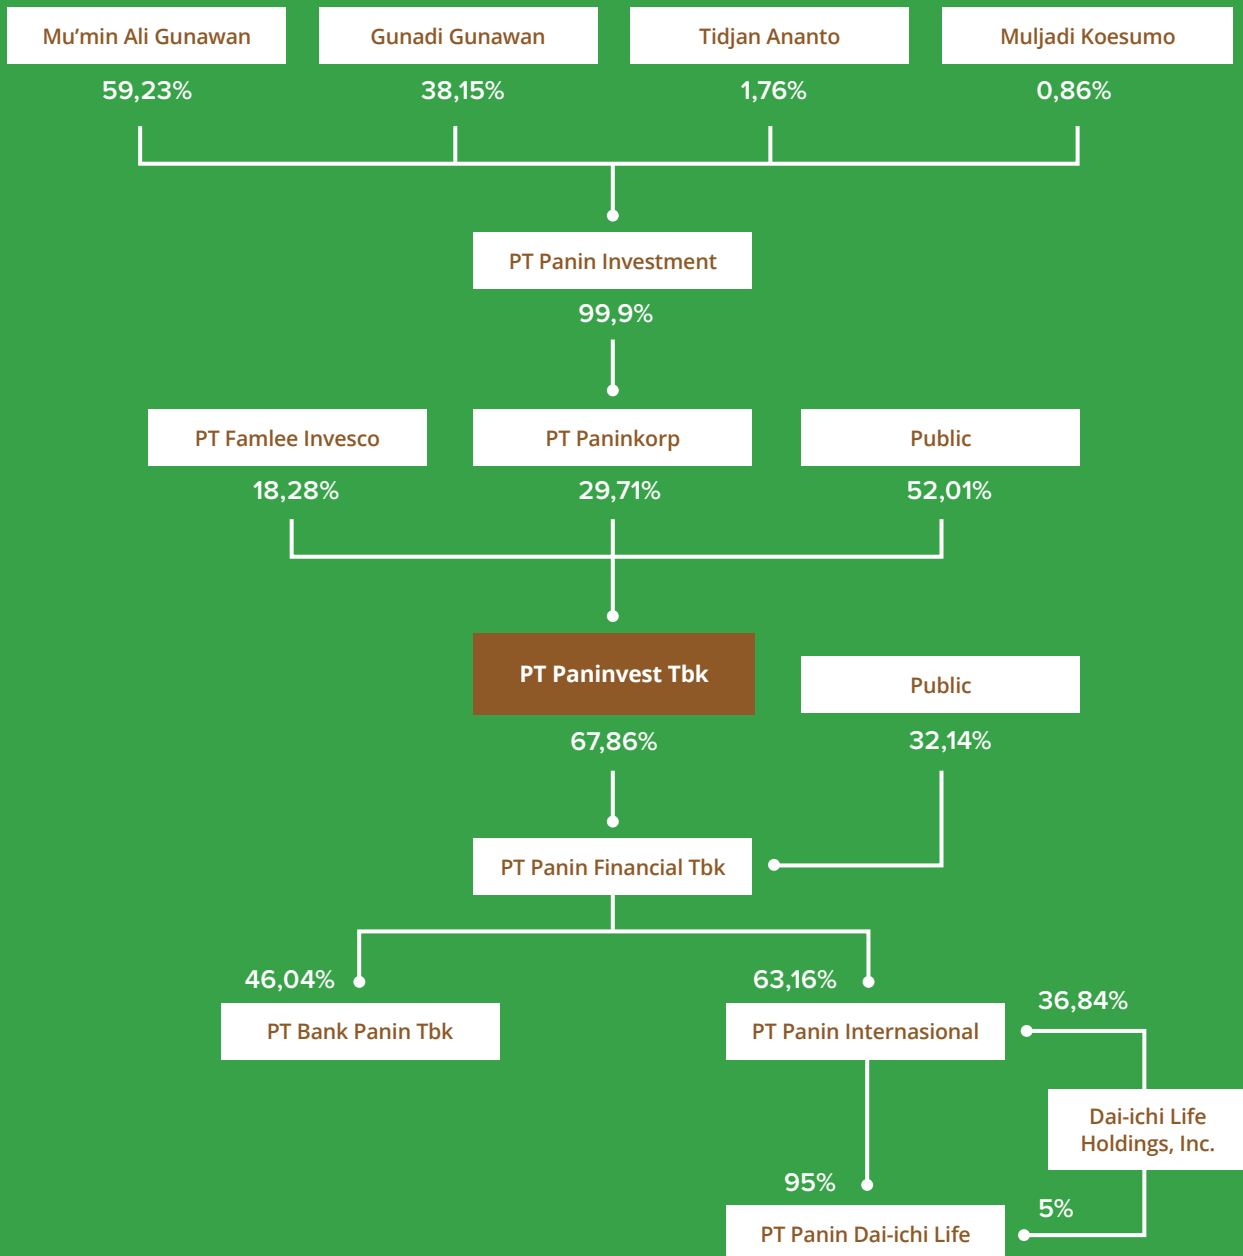 Mu’min Ali Gunawan
Gunadi Gunawan
Tidjan Ananto
Muljadi Koesumo
59,23%
38,15%
1,76%
0,86%
PT Panin Investment
99,9%
PT Famlee Invesco
PT Paninkorp
Public
18,28%
29,71%
52,01%
PT Paninvest Tbk
Public
67,86%
32,14%
PT Panin Financial Tbk
46,04%
63,16%
36,84%
PT Bank Panin Tbk
PT Panin Internasional
Dai-ichi Life
Holdings, Inc.
95%
5%
PT Panin Dai-ichi Life